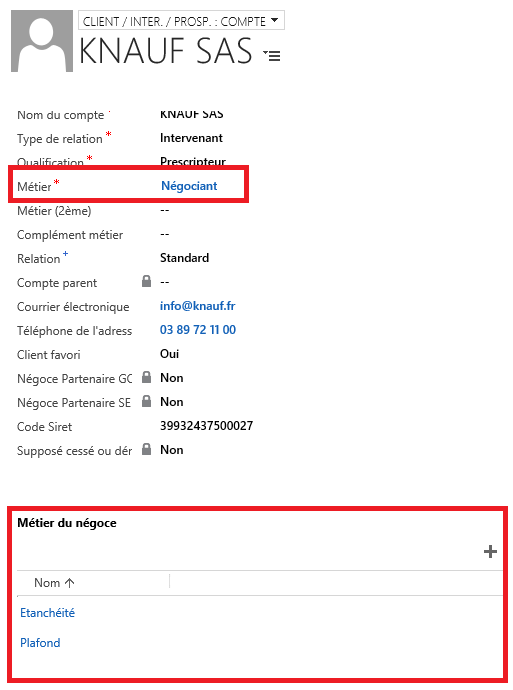 CLIENT / INTER. / PROSP. : COMPTE
KNAUF SAS
Nom du compte * KNAUF SAS
Type de relation * Intervenant
Qualification * Prescripteur
Métier * Négociant
Métier (2ème) --
Complément métier --
Relation + Standard
Compte parent --
Courrier électronique info@knauf.fr
Téléphone de l'adress 03 89 72 11 00
Client favori Oui
Négoce Partenaire GC Non
Négoce Partenaire SE Non
Code Siret 39932437500027
Supposé cessé ou dér Non
Métier du négoce
Nom
Etanchéité
Plafond